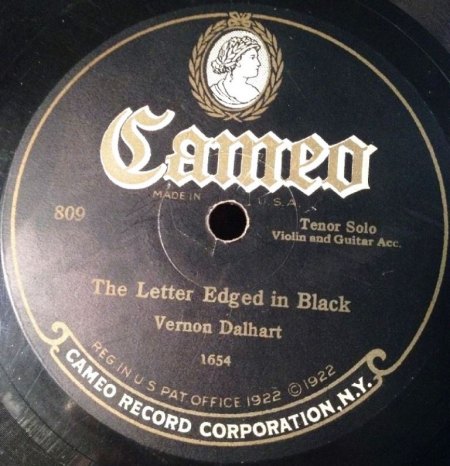 Cameo
MADE IN U.S.A.
809
Tenor Solo
Violin and Guitar Acc.
The Letter Edged in Black
Vernon Dalhart
1654
REG. IN U S PAT. OFFICE 1922 © 1922
CAMEO RECORD CORPORATION, N.Y.